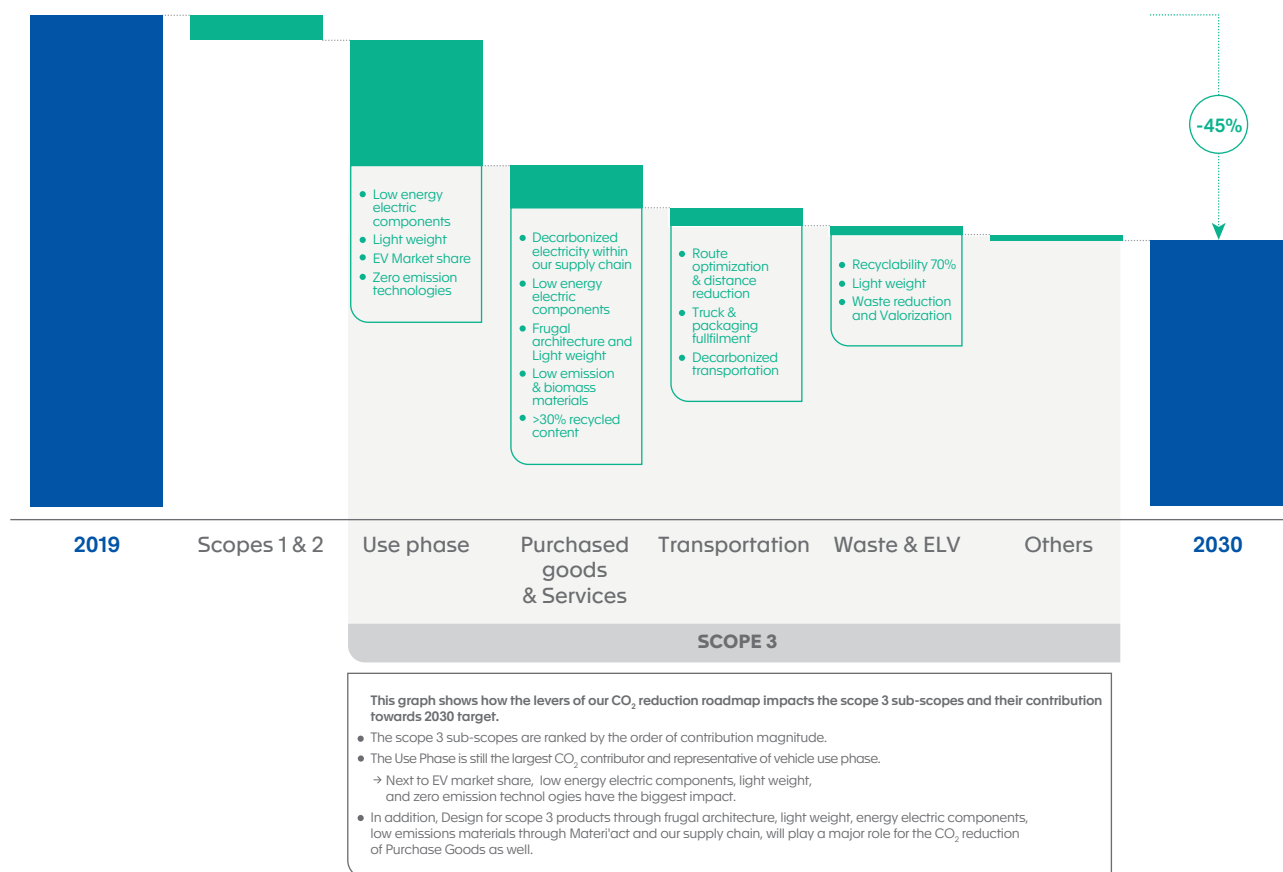 -45%
● Low energy
electric
components
● Light weight
● EV Market share
● Zero emission
technologies
● Decarbonized
electricity within
our supply chain
● Low energy
electric
components
● Frugal
architecture and
Light weight
● Low emission
& biomass
materials
● >30% recycled
content
● Route
optimization
& distance
reduction
● Truck &
packaging
fullfilment
● Decarbonized
transportation
● Recyclability 70%
● Light weight
● Waste reduction
and Valorization
2019
Scopes 1 & 2
Use phase
Purchased
goods
& Services
Transportation
Waste & ELV
Others
2030
SCOPE 3
This graph shows how the levers of our CO₂ reduction roadmap impacts the scope 3 sub-scopes and their contribution
towards 2030 target.
● The scope 3 sub-scopes are ranked by the order of contribution magnitude.
● The Use Phase is still the largest CO₂ contributor and representative of vehicle use phase.
→ Next to EV market share, low energy electric components, light weight,
and zero emission technol ogies have the biggest impact.
● In addition, Design for scope 3 products through frugal architecture, light weight, energy electric components,
low emissions materials through Materi'act and our supply chain, will play a major role for the CO₂ reduction
of Purchase Goods as well.